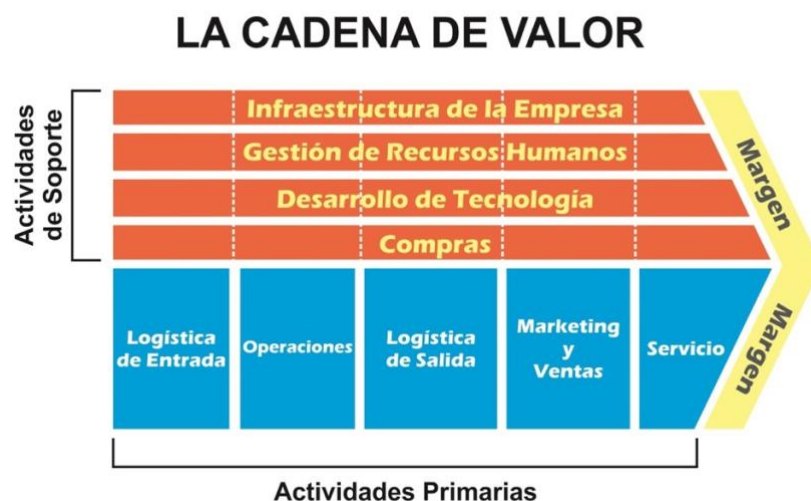 LA CADENA DE VALOR
Actividades
de Soporte
Infraestructura de la Empresa
Gestión de Recursos Humanos
Desarrollo de Tecnología
Compras
Margen
Logística
de Entrada
Operaciones
Logística
de Salida
Marketing
y
Ventas
Servicio
Margen
Actividades Primarias